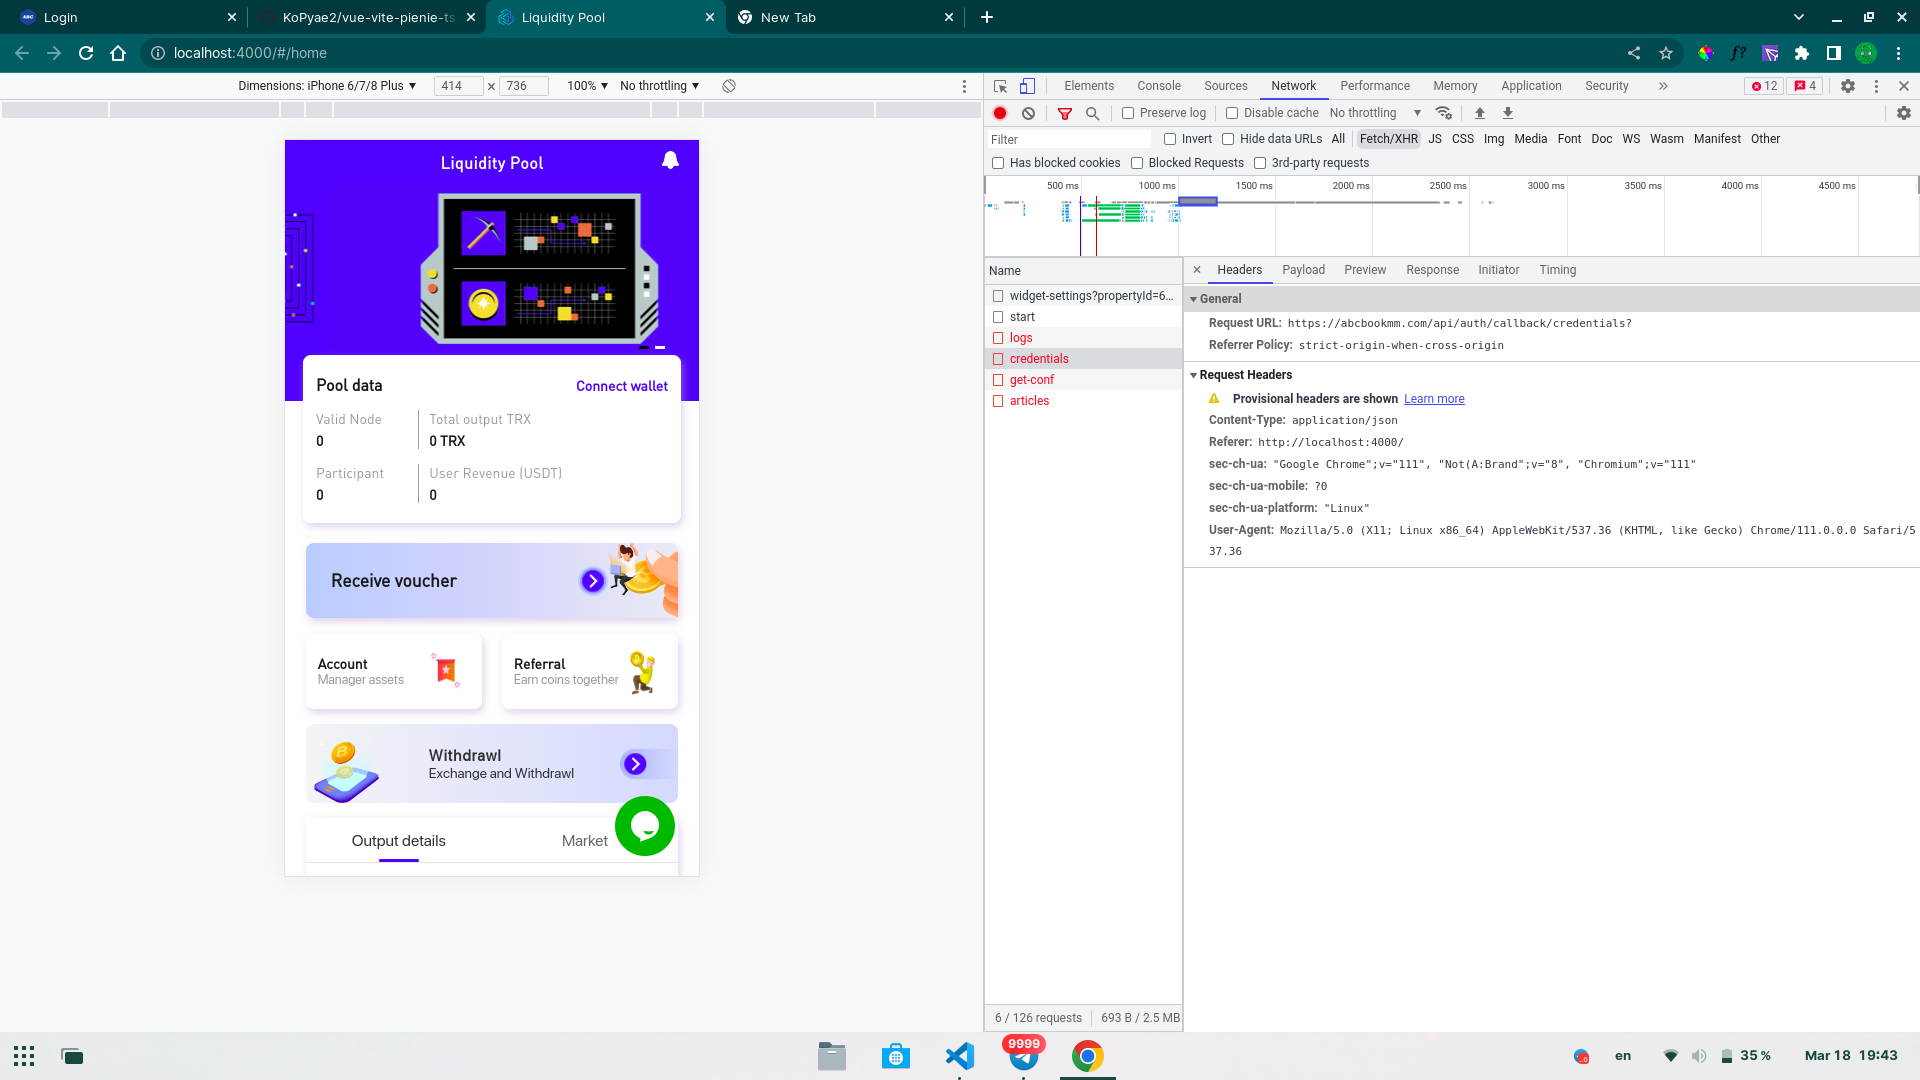 Login
KoPyae2/vue-vite-pienie-ts
Liquidity Pool
New Tab
localhost:4000/#/home
Dimensions: iPhone 6/7/8 Plus ▼
414 × 736
100% ▼
No throttling ▼
Elements Console Sources Network Performance Memory Application Security »
12
4
Preserve log
Disable cache
No throttling ▼
Filter
Invert
Hide data URLs
All Fetch/XHR JS CSS Img Media Font Doc WS Wasm Manifest Other
Has blocked cookies
Blocked Requests
3rd-party requests
500 ms 1000 ms 1500 ms 2000 ms 2500 ms 3000 ms 3500 ms 4000 ms 4500 ms
Liquidity Pool
Pool data
Connect wallet
Valid Node
0
Total output TRX
0 TRX
Participant
0
User Revenue (USDT)
0
Receive voucher
Account
Manager assets
Referral
Earn coins together
Withdrawl
Exchange and Withdrawl
Output details
Market
Name
widget-settings?propertyId=6...
start
logs
credentials
get-conf
articles
6 / 126 requests
693 B / 2.5 MB
Headers Payload Preview Response Initiator Timing
General
Request URL: https://abcbookmm.com/api/auth/callback/credentials?
Referrer Policy: strict-origin-when-cross-origin
Request Headers
Provisional headers are shown Learn more
Content-Type: application/json
Referer: http://localhost:4000/
sec-ch-ua: "Google Chrome";v="111", "Not(A:Brand";v="8", "Chromium";v="111"
sec-ch-ua-mobile: ?0
sec-ch-ua-platform: "Linux"
User-Agent: Mozilla/5.0 (X11; Linux x86_64) AppleWebKit/537.36 (KHTML, like Gecko) Chrome/111.0.0.0 Safari/5
37.36
9999
en
35 %
Mar 18 19:43